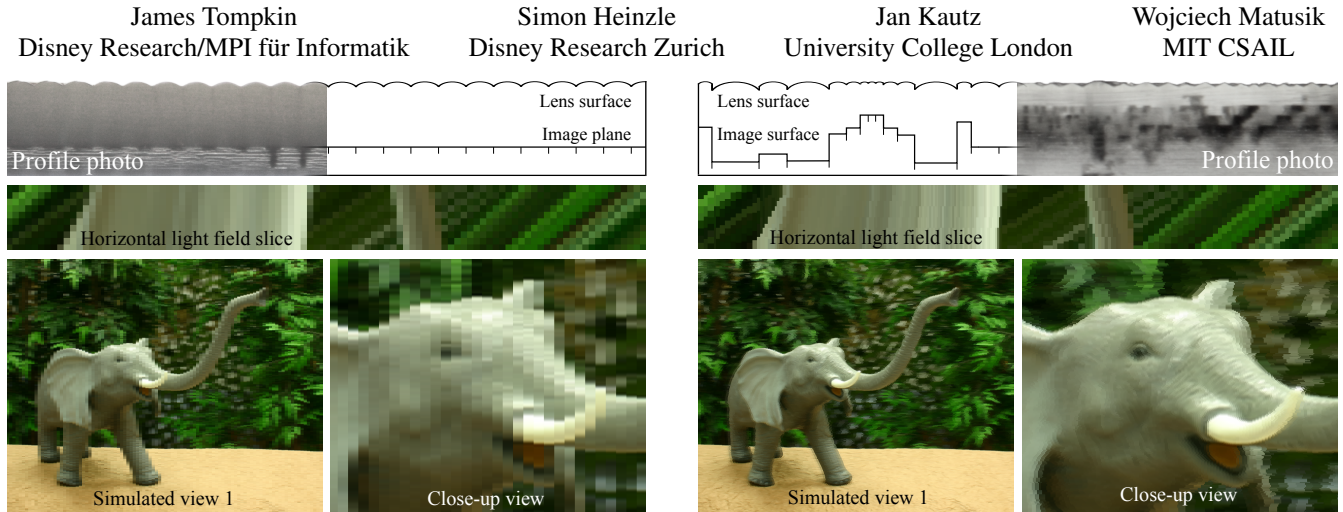 James Tompkin
Disney Research/MPI für Informatik
Simon Heinzle
Disney Research Zurich
Jan Kautz
University College London
Wojciech Matusik
MIT CSAIL
Lens surface
Image plane
Profile photo
Lens surface
Image surface
Profile photo
Horizontal light field slice
Horizontal light field slice
Simulated view 1
Close-up view
Simulated view 1
Close-up view